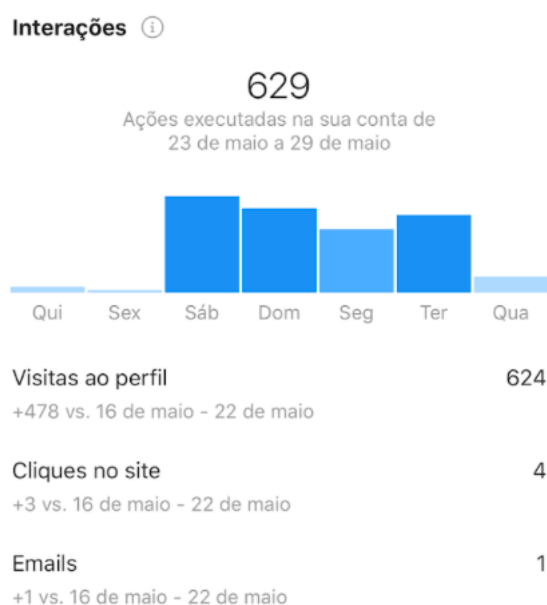 Interações
629
Ações executadas na sua conta de
23 de maio a 29 de maio
Qui Sex Sáb Dom Seg Ter Qua
Visitas ao perfil 624
+478 vs. 16 de maio - 22 de maio
Cliques no site 4
+3 vs. 16 de maio - 22 de maio
Emails 1
+1 vs. 16 de maio - 22 de maio